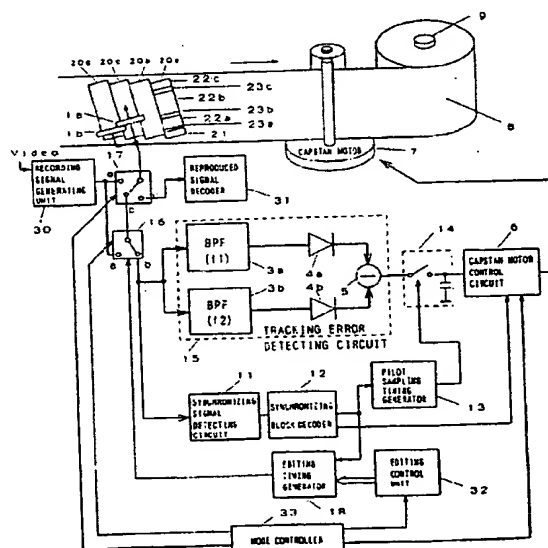 9
20a 20c 20b 20a
22c
23c
22b
23b
22a
23a
21
1a
1b
8
CAPSTAN MOTOR
7
Video
17
RECORDING
SIGNAL
GENERATING
UNIT
30
a
c
REPRODUCED
SIGNAL
DECODER
31
16
a
b
BPF
(f1)
3a
4a
BPF
(f2)
3b
4b
5
TRACKING ERROR
DETECTING CIRCUIT
15
14
6
CAPSTAN MOTOR
CONTROL
CIRCUIT
11
SYNCHRONIZING
SIGNAL
DETECTING
CIRCUIT
12
SYNCHRONIZING
BLOCK DECODER
PILOT
SAMPLING
TIMING
GENERATOR
13
EDITING
TIMING
GENERATOR
18
EDITING
CONTROL
UNIT
32
33
MODE CONTROLLER